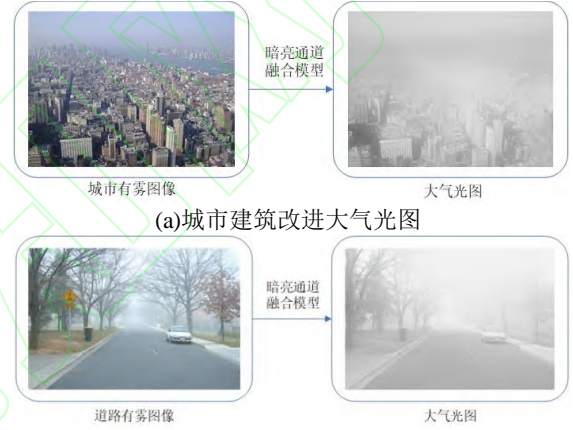 暗亮通道
融合模型
城市有雾图像
大气光图
(a)城市建筑改进大气光图
暗亮通道
融合模型
道路有雾图像
大气光图